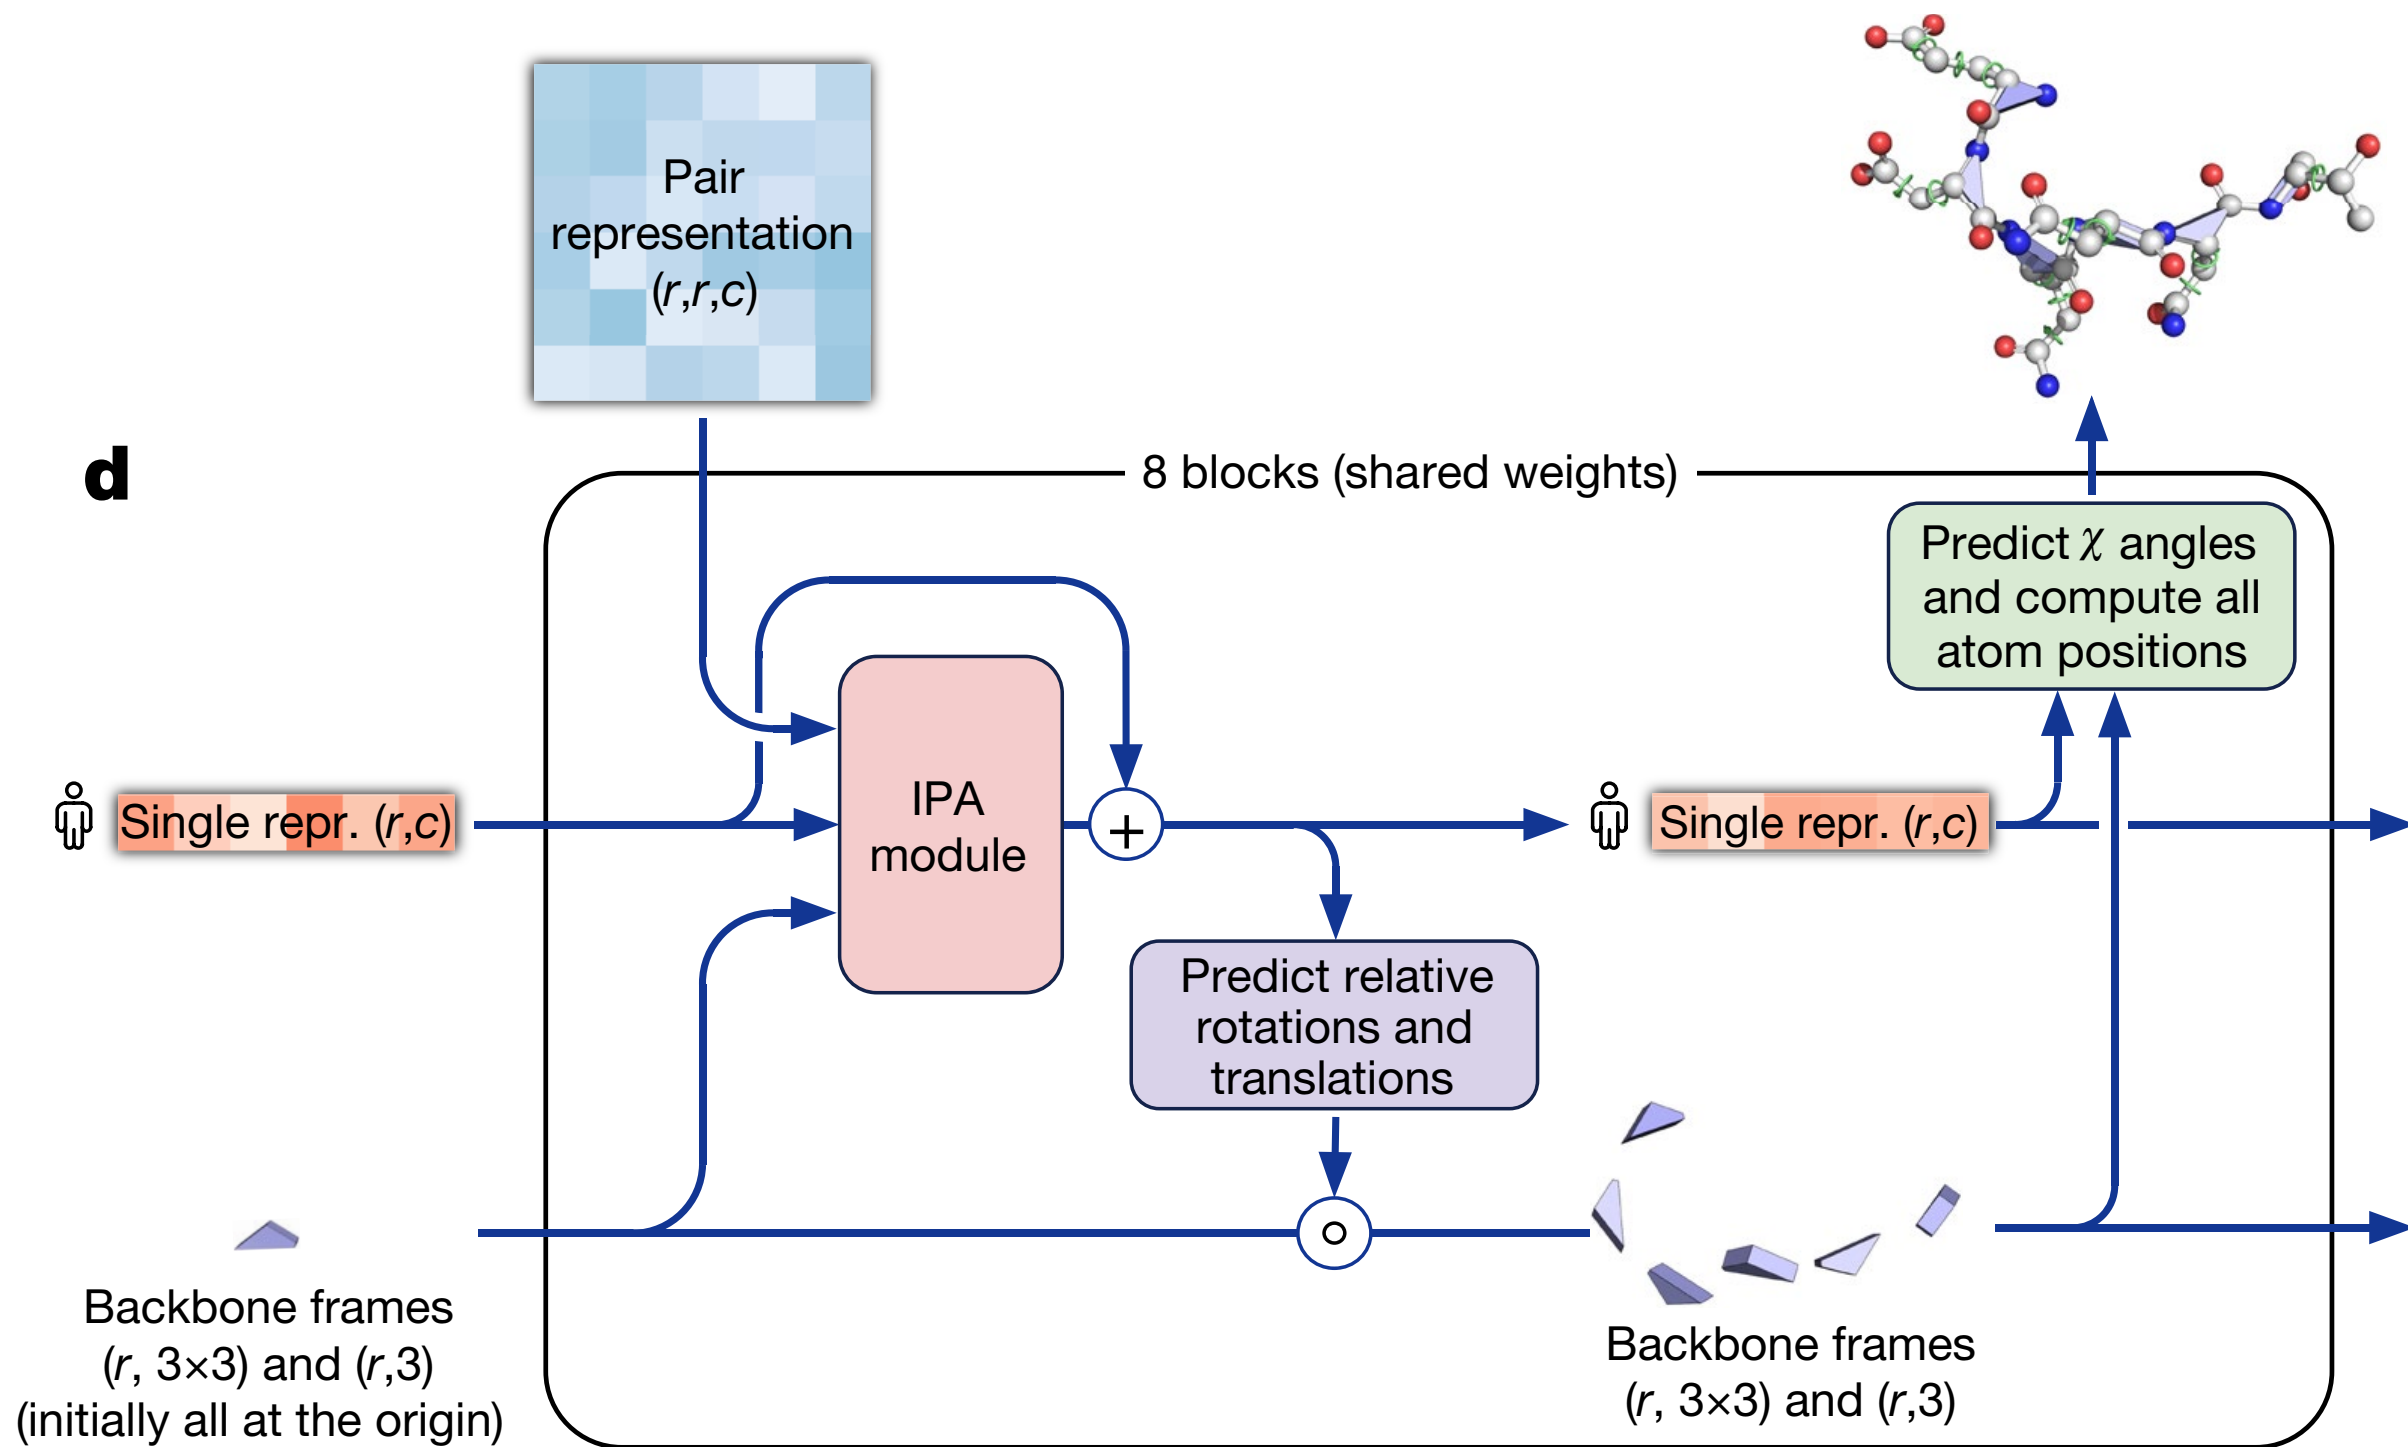 Pair
representation
(r,r,c)
d
8 blocks (shared weights)
Predict χ angles
and compute all
atom positions
IPA
module
+
Single repr. (r,c)
Single repr. (r,c)
Predict relative
rotations and
translations
Backbone frames
(r, 3×3) and (r,3)
(initially all at the origin)
Backbone frames
(r, 3×3) and (r,3)